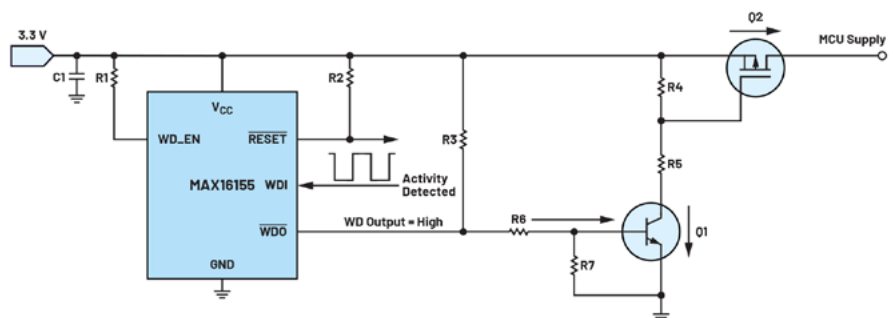 Q2
3.3 V
MCU Supply
C1
R1
R2
R4
VCC
WD_EN
RESET
R3
MAX16155
WDI
Activity
Detected
R5
WDO
WD Output = High
R6
Q1
R7
GND